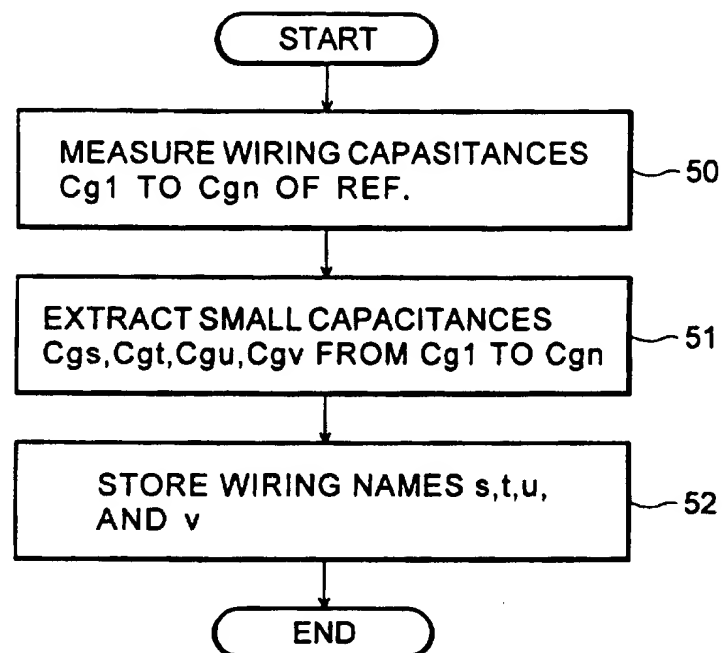 START
MEASURE WIRING CAPASITANCES
Cg1 TO Cgn OF REF.
50
EXTRACT SMALL CAPACITANCES
Cgs,Cgt,Cgu,Cgv FROM Cg1 TO Cgn
51
STORE WIRING NAMES s,t,u,
AND v
52
END